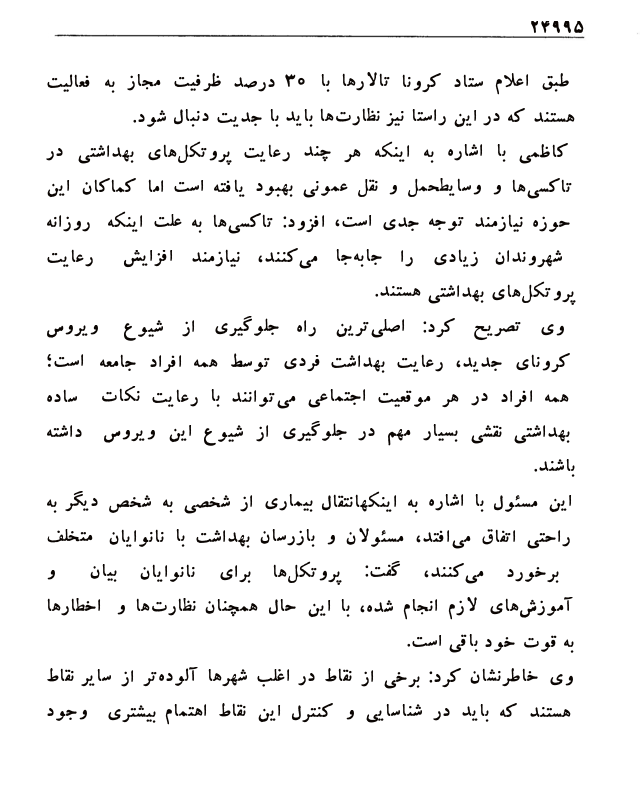 ۲۴۹۹۵
طبق اعلام ستاد کرونا تالارها با ۳۰ درصد ظرفیت مجاز به فعالیت
هستند که در این راستا نیز نظارت‌ها باید با جدیت دنبال شود.
کاظمی با اشاره به اینکه هر چند رعایت پروتکل‌های بهداشتی در
تاکسی‌ها و وسایطحمل و نقل عمونی بهبود یافته است اما کماکان این
حوزه نیازمند توجه جدی است، افزود: تاکسی‌ها به علت اینکه روزانه
شهروندان زیادی را جابه‌جا می‌کنند، نیازمند افزایش رعایت
پروتکل‌های بهداشتی هستند.
وی تصریح کرد: اصلی‌ترین راه جلوگیری از شیوع ویروس
کرونای جدید، رعایت بهداشت فردی توسط همه افراد جامعه است؛
همه افراد در هر موقعیت اجتماعی می‌توانند با رعایت نکات ساده
بهداشتی نقشی بسیار مهم در جلوگیری از شیوع این ویروس داشته
باشند.
این مسئول با اشاره به اینکهانتقال بیماری از شخصی به شخص دیگر به
راحتی اتفاق می‌افتد، مسئولان و بازرسان بهداشت با نانوایان متخلف
برخورد می‌کنند، گفت: پروتکل‌ها برای نانوایان بیان و
آموزش‌های لازم انجام شده، با این حال همچنان نظارت‌ها و اخطارها
به قوت خود باقی است.
وی خاطرنشان کرد: برخی از نقاط در اغلب شهرها آلوده‌تر از سایر نقاط
هستند که باید در شناسایی و کنترل این نقاط اهتمام بیشتری وجود